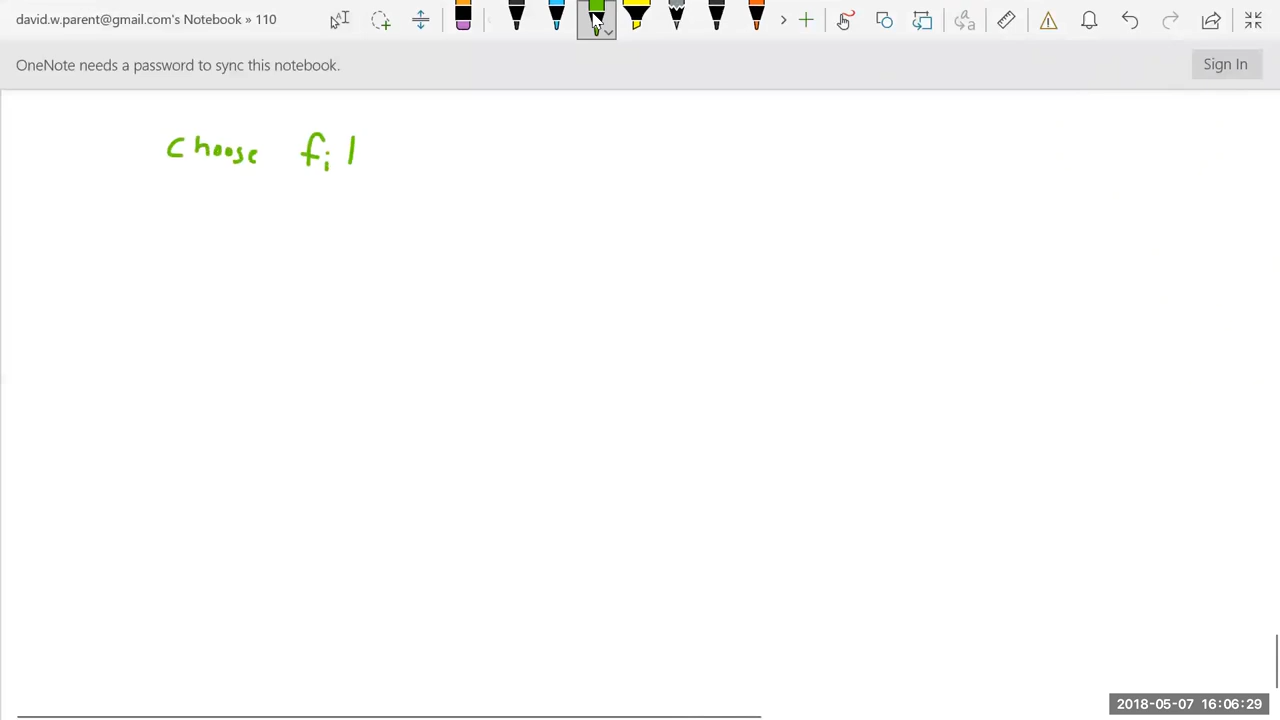 david.w.parent@gmail.com's Notebook » 110
OneNote needs a password to sync this notebook.
Sign In
choose fil
2018-05-07 16:06:29